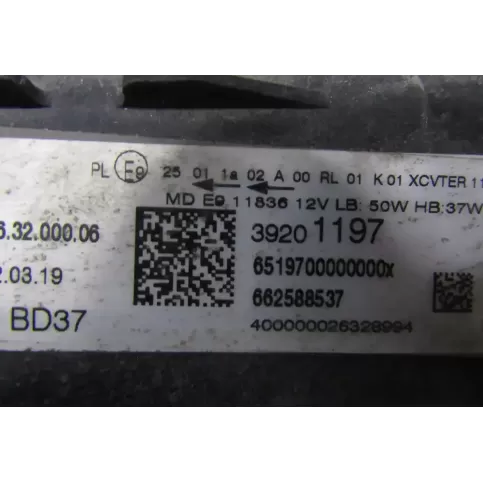 PL E9 25 01 1a 02 A 00 RL 01 K 01 XCVTER 11
MD E9 11836 12V LB: 50W HB:37W
6.32.000.06
39201197
2.03.19
6519700000000x
662588537
BD37
400000026328994